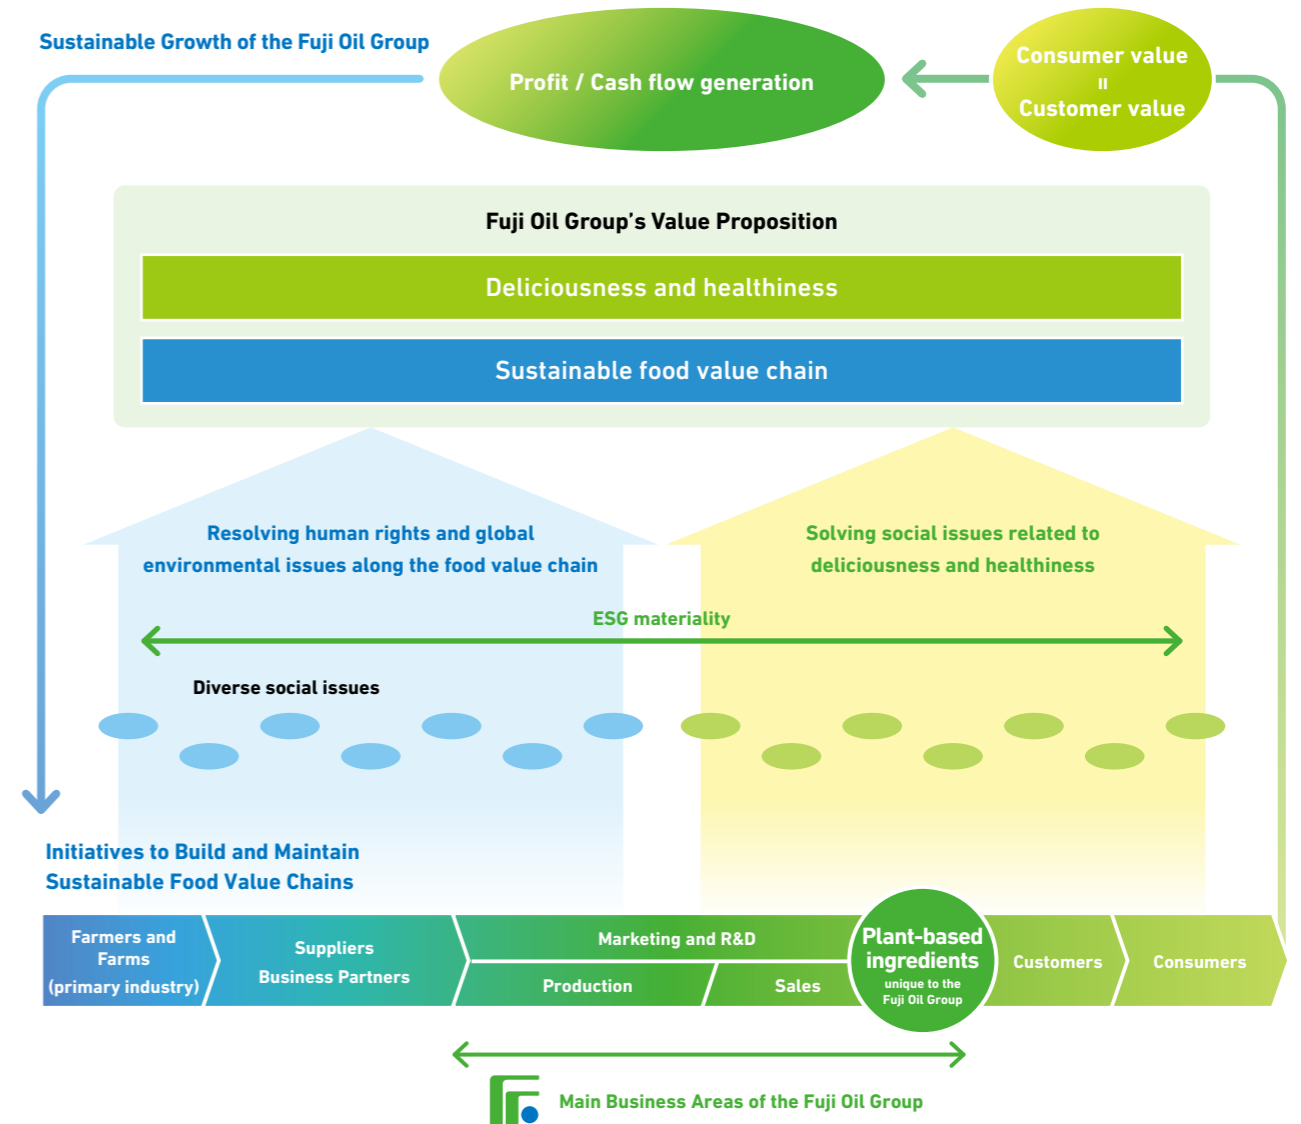 Sustainable Growth of the Fuji Oil Group
Profit / Cash flow generation
Consumer value
=
Customer value
Fuji Oil Group's Value Proposition
Deliciousness and healthiness
Sustainable food value chain
Resolving human rights and global
environmental issues along the food value chain
Solving social issues related to
deliciousness and healthiness
ESG materiality
Diverse social issues
Initiatives to Build and Maintain
Sustainable Food Value Chains
Farmers and
Farms
(primary industry)
Suppliers
Business Partners
Marketing and R&D
Production
Sales
Plant-based
ingredients
unique to the
Fuji Oil Group
Customers
Consumers
Main Business Areas of the Fuji Oil Group